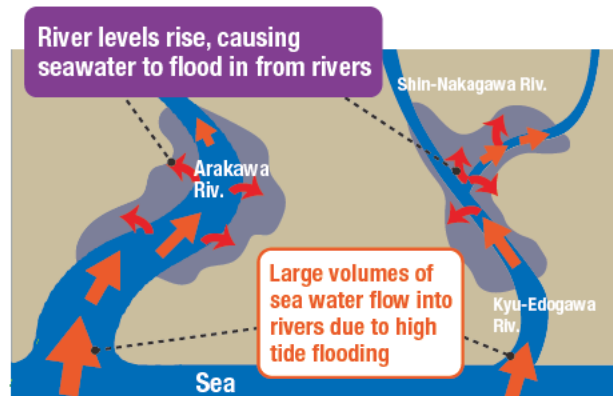 River levels rise, causing
seawater to flood in from rivers
Shin-Nakagawa Riv.
Arakawa
Riv.
Large volumes of
sea water flow into
rivers due to high
tide flooding
Kyu-Edogawa
Riv.
Sea